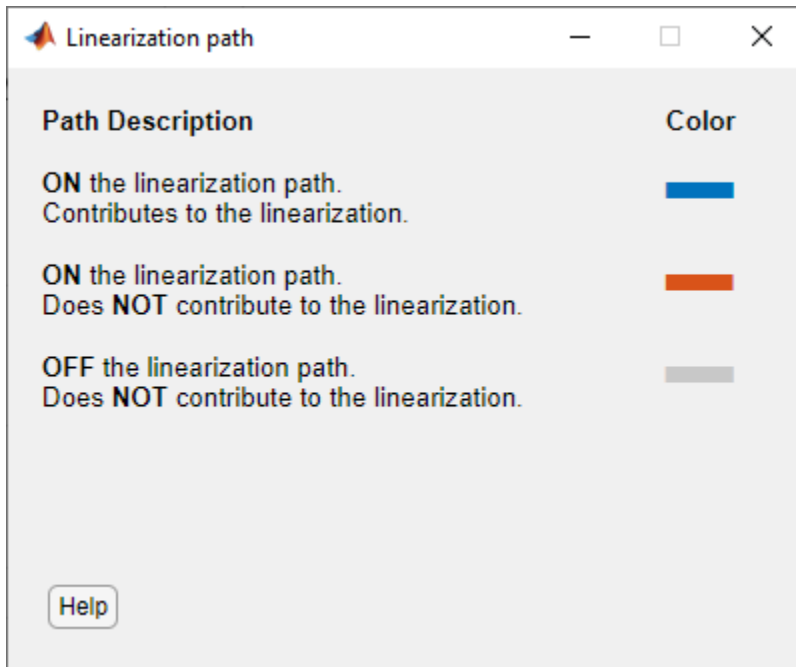 Linearization path
Path Description Color
ON the linearization path.
Contributes to the linearization.
ON the linearization path.
Does NOT contribute to the linearization.
OFF the linearization path.
Does NOT contribute to the linearization.
Help